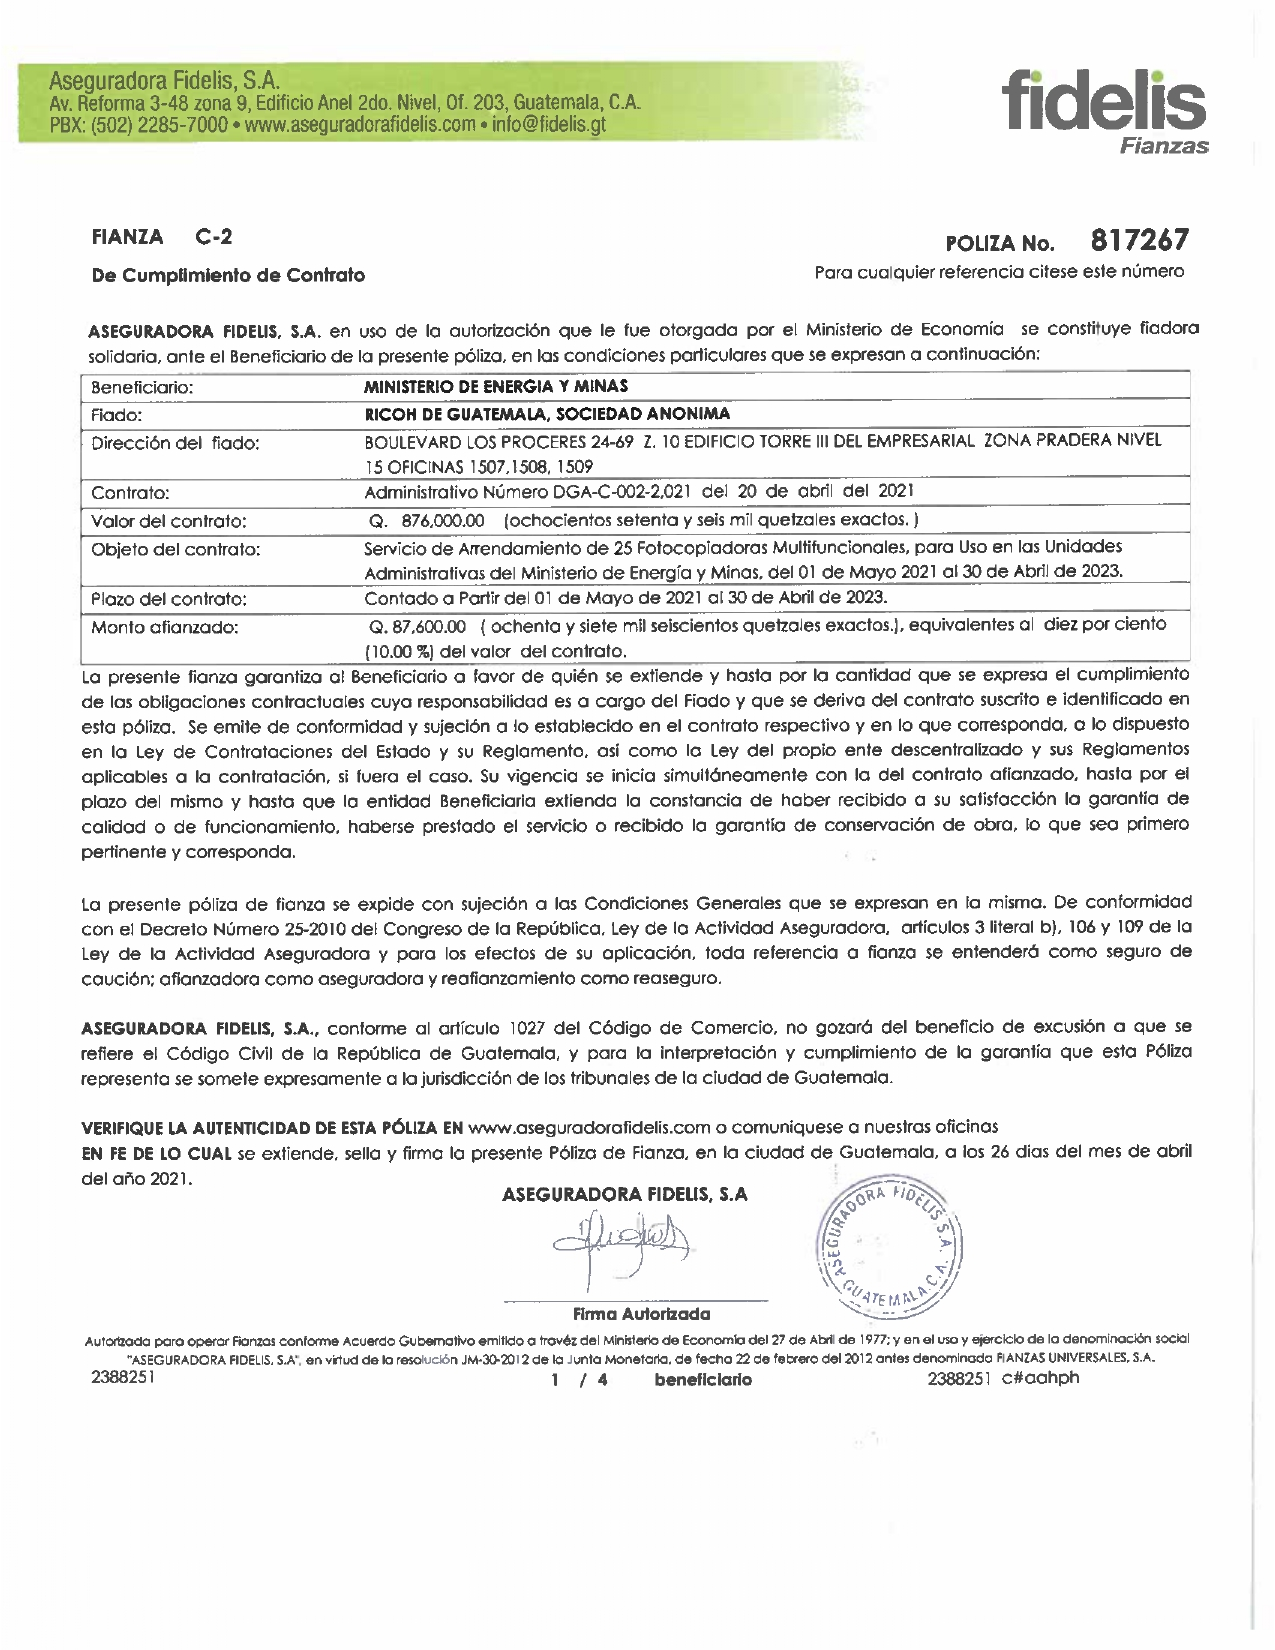 Aseguradora Fidelis, S.A.
Av. Reforma 3-48 zona 9, Edificio Anel 2do. Nivel, Of. 203, Guatemala, C.A.
PBX: (502) 2285-7000 • www.aseguradorafidelis.com • info@fidelis.gt
fidelis
Fianzas
FIANZA C-2
POLIZA No. 817267
De Cumplimiento de Contrato
Para cualquier referencia cítese este número
ASEGURADORA FIDELIS, S.A. en uso de la autorización que le fue otorgada por el Ministerio de Economía se constituye fiadora
solidaria, ante el Beneficiario de la presente póliza, en las condiciones particulares que se expresan a continuación:
Beneficiario: MINISTERIO DE ENERGIA Y MINAS
Fiado: RICOH DE GUATEMALA, SOCIEDAD ANONIMA
Dirección del fiado: BOULEVARD LOS PROCERES 24-69 Z. 10 EDIFICIO TORRE III DEL EMPRESARIAL ZONA PRADERA NIVEL
15 OFICINAS 1507,1508, 1509
Contrato: Administrativo Número DGA-C-002-2,021 del 20 de abril del 2021
Valor del contrato: Q. 876,000.00 (ochocientos setenta y seis mil quetzales exactos. )
Objeto del contrato: Servicio de Arrendamiento de 25 Fotocopiadoras Multifuncionales, para Uso en las Unidades
Administrativas del Ministerio de Energía y Minas, del 01 de Mayo 2021 al 30 de Abril de 2023.
Plazo del contrato: Contado a Partir del 01 de Mayo de 2021 al 30 de Abril de 2023.
Monto afianzado: Q. 87,600.00 ( ochenta y siete mil seiscientos quetzales exactos.), equivalentes al diez por ciento
(10.00 %) del valor del contrato.
La presente fianza garantiza al Beneficiario a favor de quién se extiende y hasta por la cantidad que se expresa el cumplimiento
de las obligaciones contractuales cuya responsabilidad es a cargo del Fiado y que se deriva del contrato suscrito e identificado en
esta póliza. Se emite de conformidad y sujeción a lo establecido en el contrato respectivo y en lo que corresponda, a lo dispuesto
en la Ley de Contrataciones del Estado y su Reglamento, así como la Ley del propio ente descentralizado y sus Reglamentos
aplicables a la contratación, si fuera el caso. Su vigencia se inicia simultáneamente con la del contrato afianzado, hasta por el
plazo del mismo y hasta que la entidad Beneficiaria extienda la constancia de haber recibido a su satisfacción la garantía de
calidad o de funcionamiento, haberse prestado el servicio o recibido la garantía de conservación de obra, lo que sea primero
pertinente y corresponda.
La presente póliza de fianza se expide con sujeción a las Condiciones Generales que se expresan en la misma. De conformidad
con el Decreto Número 25-2010 del Congreso de la República, Ley de la Actividad Aseguradora, artículos 3 literal b), 106 y 109 de la
Ley de la Actividad Aseguradora y para los efectos de su aplicación, toda referencia a fianza se entenderá como seguro de
caución; afianzadora como aseguradora y reafianzamiento como reaseguro.
ASEGURADORA FIDELIS, S.A., conforme al artículo 1027 del Código de Comercio, no gozará del beneficio de excusión a que se
refiere el Código Civil de la República de Guatemala, y para la interpretación y cumplimiento de la garantía que esta Póliza
representa se somete expresamente a la jurisdicción de los tribunales de la ciudad de Guatemala.
VERIFIQUE LA AUTENTICIDAD DE ESTA PÓLIZA EN www.aseguradorafidelis.com o comuniquese a nuestras oficinas
EN FE DE LO CUAL se extiende, sella y firma la presente Póliza de Fianza, en la ciudad de Guatemala, a los 26 dias del mes de abril
del año 2021.
ASEGURADORA FIDELIS, S.A
ASEGURADORA FIDELIS, S.A.
GUATEMALA, C.A.
Firma Autorizada
Autorizada para operar Fianzas conforme Acuerdo Gubernativo emitido a travéz del Ministerio de Economía del 27 de Abril de 1977; y en el uso y ejercicio de la denominación social
"ASEGURADORA FIDELIS, S.A", en virtud de la resolución JM-30-2012 de la Junta Monetaria, de fecha 22 de febrero del 2012 antes denominada FIANZAS UNIVERSALES, S.A.
2388251 1 / 4 beneficiario 2388251 c#aahph